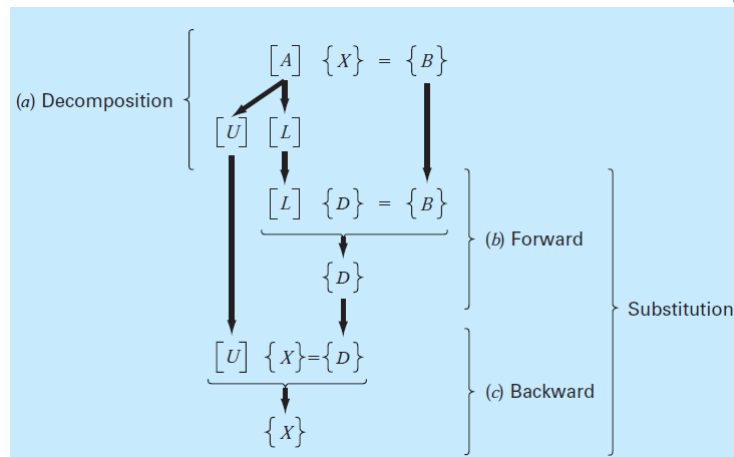 [A] {X} = {B}
(a) Decomposition
[U] [L]
[L] {D} = {B}
(b) Forward
{D}
Substitution
[U] {X}={D}
(c) Backward
{X}